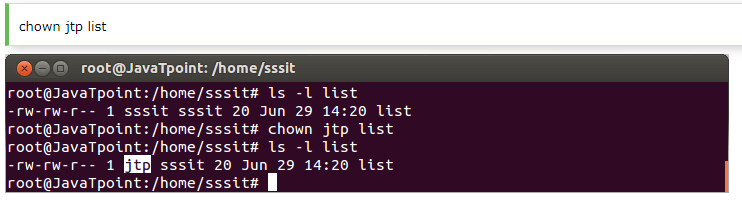 chown jtp list
root@JavaTpoint: /home/sssit
root@JavaTpoint:/home/sssit# ls -l list
-rw-rw-r-- 1 sssit sssit 20 Jun 29 14:20 list
root@JavaTpoint:/home/sssit# chown jtp list
root@JavaTpoint:/home/sssit# ls -l list
-rw-rw-r-- 1 jtp sssit 20 Jun 29 14:20 list
root@JavaTpoint:/home/sssit#